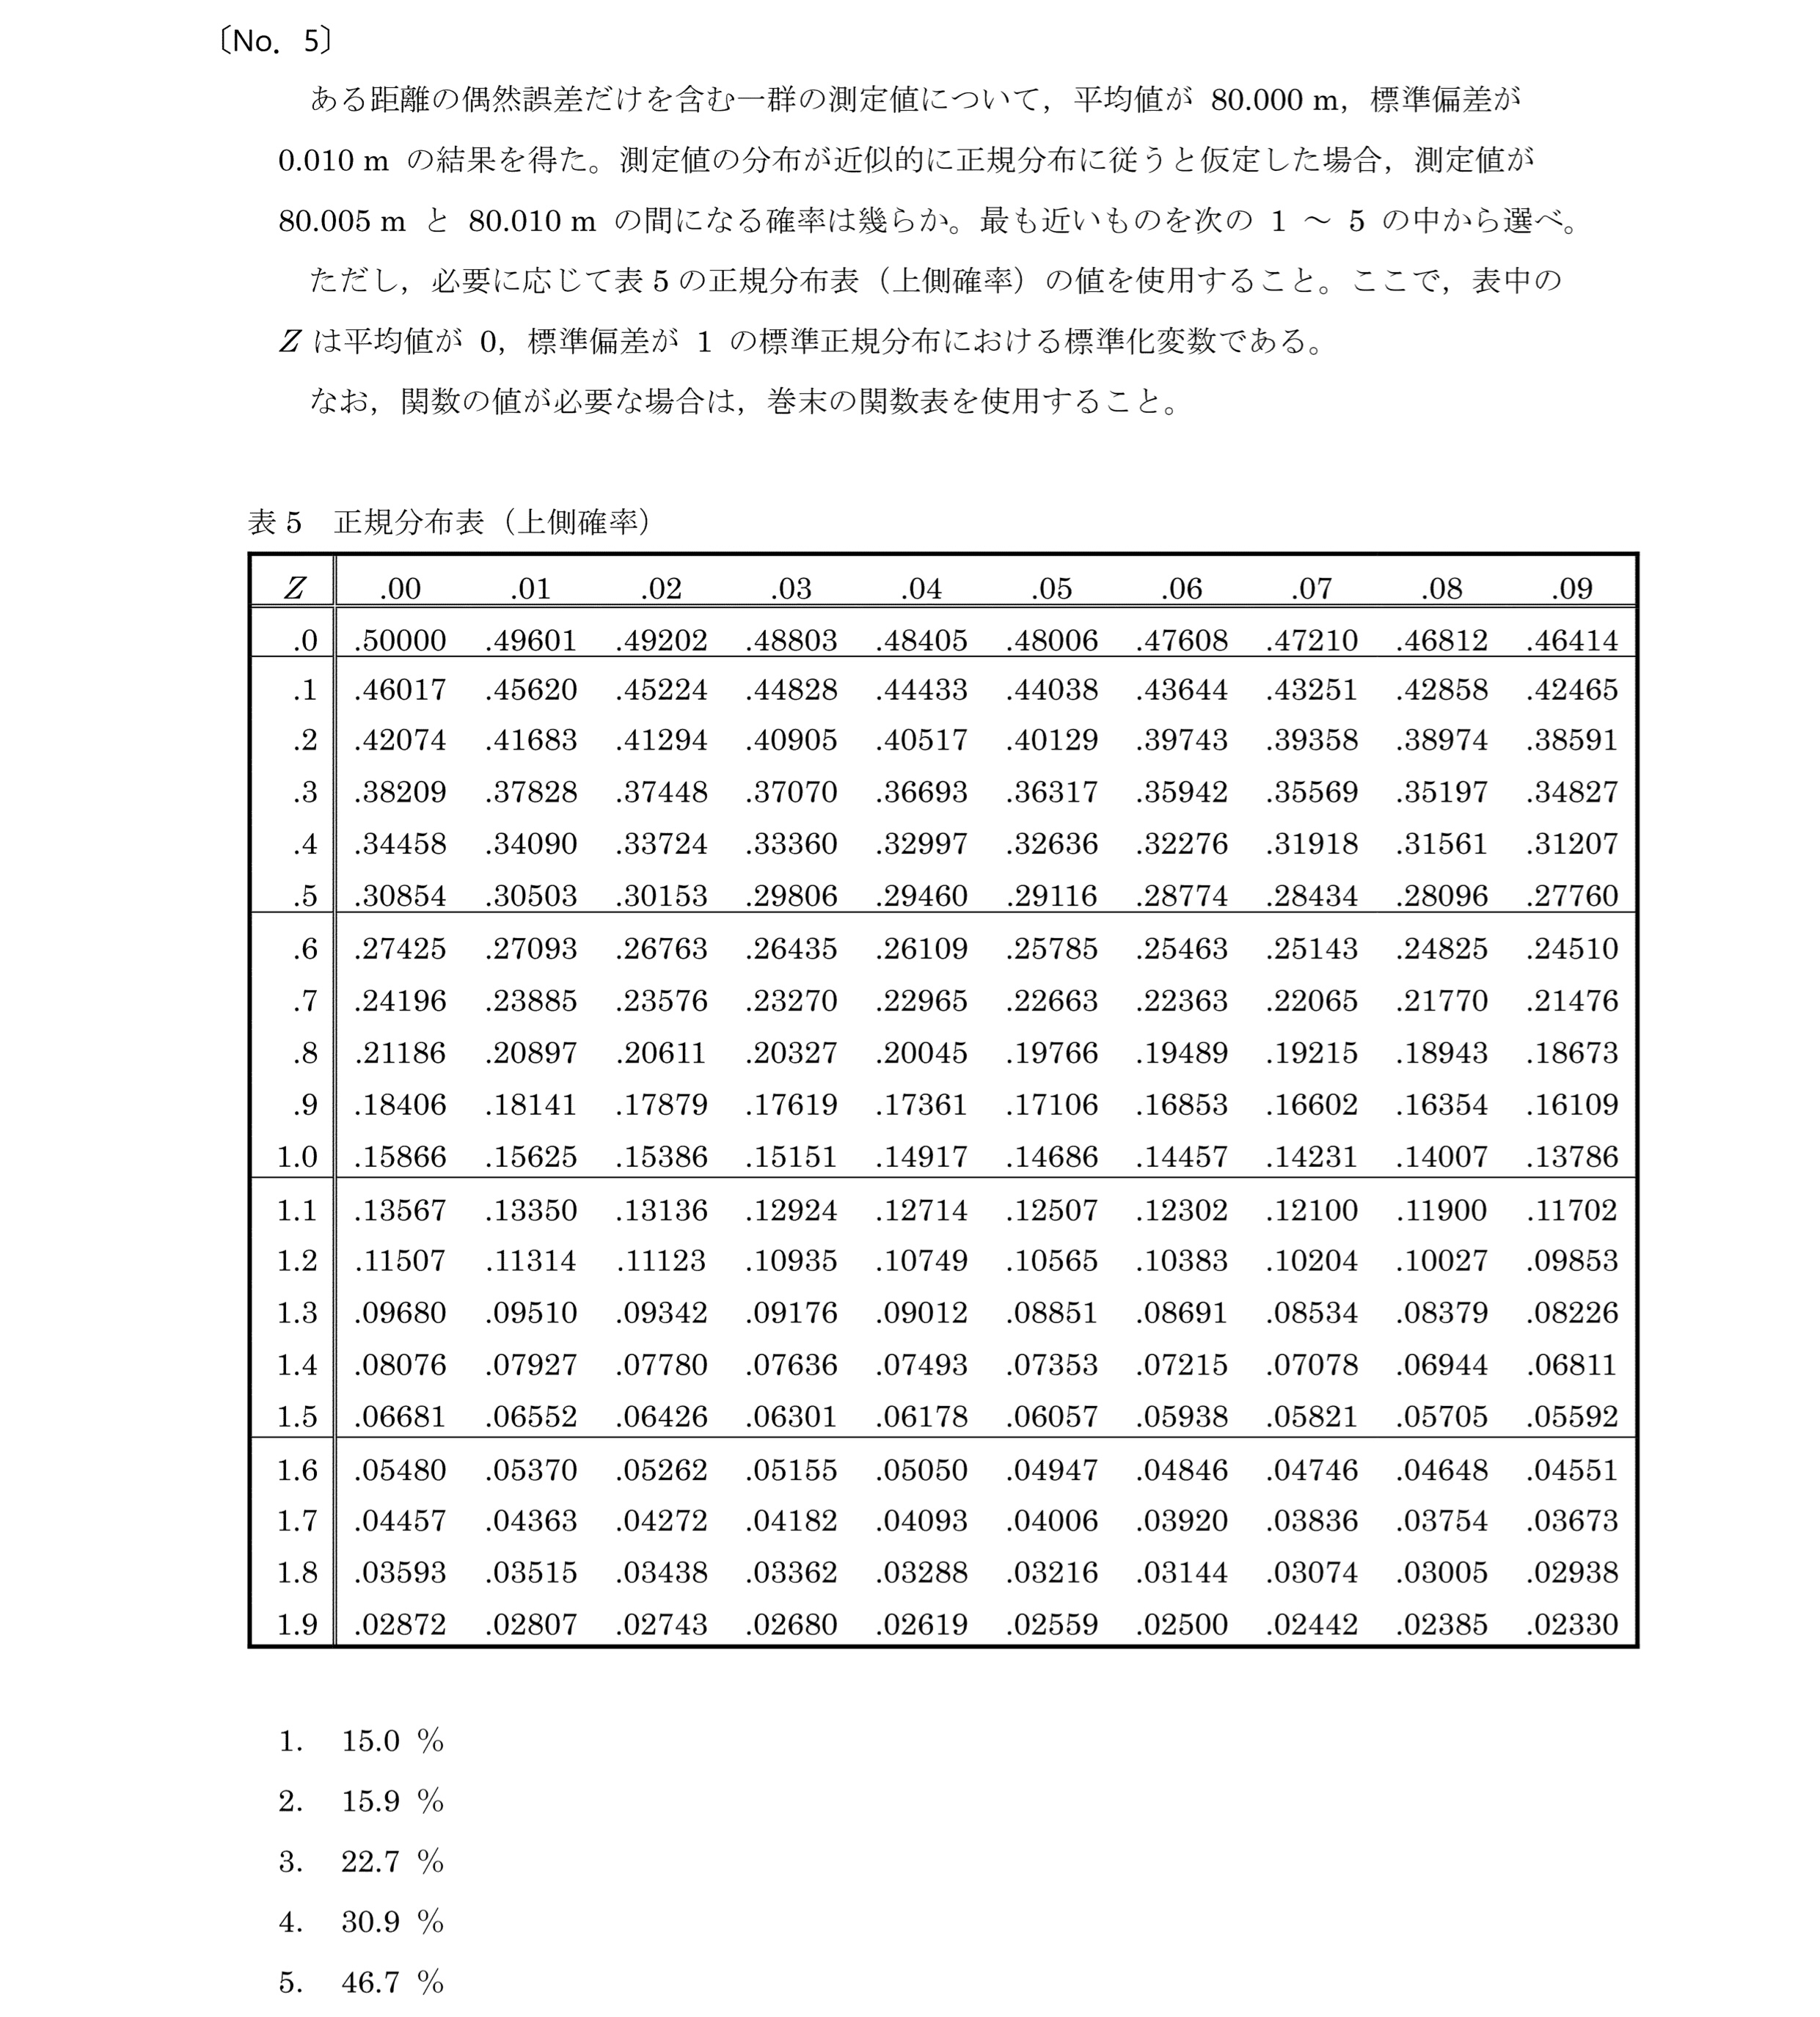 〔No. 5〕
ある距離の偶然誤差だけを含む一群の測定値について，平均値が 80.000 m，標準偏差が
0.010 m の結果を得た。測定値の分布が近似的に正規分布に従うと仮定した場合，測定値が
80.005 m と 80.010 m の間になる確率は幾らか。最も近いものを次の 1 ～ 5 の中から選べ。
ただし，必要に応じて表 5 の正規分布表（上側確率）の値を使用すること。ここで，表中の
Z は平均値が 0，標準偏差が 1 の標準正規分布における標準化変数である。
なお，関数の値が必要な場合は，巻末の関数表を使用すること。
表 5 正規分布表（上側確率）
Z .00 .01 .02 .03 .04 .05 .06 .07 .08 .09
.0 .50000 .49601 .49202 .48803 .48405 .48006 .47608 .47210 .46812 .46414
.1 .46017 .45620 .45224 .44828 .44433 .44038 .43644 .43251 .42858 .42465
.2 .42074 .41683 .41294 .40905 .40517 .40129 .39743 .39358 .38974 .38591
.3 .38209 .37828 .37448 .37070 .36693 .36317 .35942 .35569 .35197 .34827
.4 .34458 .34090 .33724 .33360 .32997 .32636 .32276 .31918 .31561 .31207
.5 .30854 .30503 .30153 .29806 .29460 .29116 .28774 .28434 .28096 .27760
.6 .27425 .27093 .26763 .26435 .26109 .25785 .25463 .25143 .24825 .24510
.7 .24196 .23885 .23576 .23270 .22965 .22663 .22363 .22065 .21770 .21476
.8 .21186 .20897 .20611 .20327 .20045 .19766 .19489 .19215 .18943 .18673
.9 .18406 .18141 .17879 .17619 .17361 .17106 .16853 .16602 .16354 .16109
1.0 .15866 .15625 .15386 .15151 .14917 .14686 .14457 .14231 .14007 .13786
1.1 .13567 .13350 .13136 .12924 .12714 .12507 .12302 .12100 .11900 .11702
1.2 .11507 .11314 .11123 .10935 .10749 .10565 .10383 .10204 .10027 .09853
1.3 .09680 .09510 .09342 .09176 .09012 .08851 .08691 .08534 .08379 .08226
1.4 .08076 .07927 .07780 .07636 .07493 .07353 .07215 .07078 .06944 .06811
1.5 .06681 .06552 .06426 .06301 .06178 .06057 .05938 .05821 .05705 .05592
1.6 .05480 .05370 .05262 .05155 .05050 .04947 .04846 .04746 .04648 .04551
1.7 .04457 .04363 .04272 .04182 .04093 .04006 .03920 .03836 .03754 .03673
1.8 .03593 .03515 .03438 .03362 .03288 .03216 .03144 .03074 .03005 .02938
1.9 .02872 .02807 .02743 .02680 .02619 .02559 .02500 .02442 .02385 .02330
1. 15.0 %
2. 15.9 %
3. 22.7 %
4. 30.9 %
5. 46.7 %